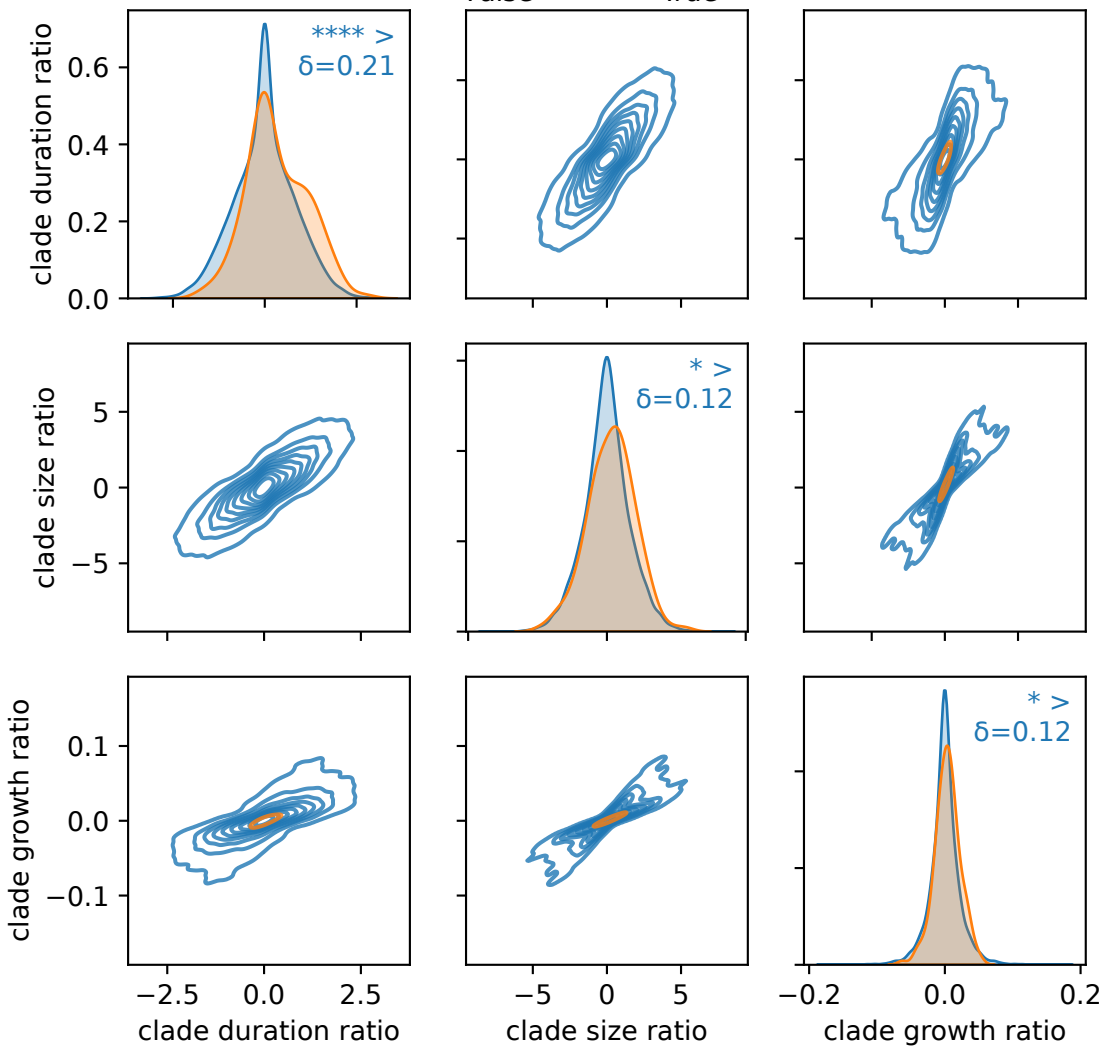 clade duration ratio
0.6
0.4
0.2
0.0
**** >
δ=0.21
clade size ratio
5
0
−5
* >
δ=0.12
clade growth ratio
0.1
0.0
−0.1
* >
δ=0.12
−2.5 0.0 2.5
−5 0 5
−0.2 0.0 0.2
clade duration ratio
clade size ratio
clade growth ratio